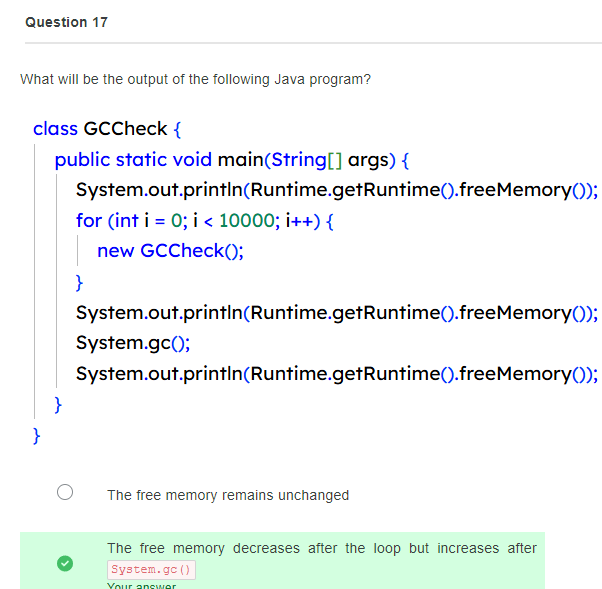 Question 17
What will be the output of the following Java program?
class GCCheck {
public static void main(String[] args) {
System.out.println(Runtime.getRuntime().freeMemory());
for (int i = 0; i < 10000; i++) {
new GCCheck();
}
System.out.println(Runtime.getRuntime().freeMemory());
System.gc();
System.out.println(Runtime.getRuntime().freeMemory());
}
}
The free memory remains unchanged
The free memory decreases after the loop but increases after
System.gc()
Your answer